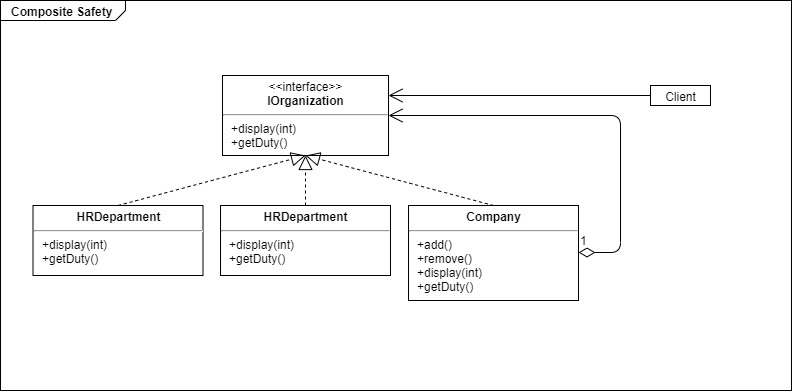 Composite Safety
<<interface>>
IOrganization
+display(int)
+getDuty()
Client
HRDepartment
+display(int)
+getDuty()
HRDepartment
+display(int)
+getDuty()
Company
+add()
+remove()
+display(int)
+getDuty()
1